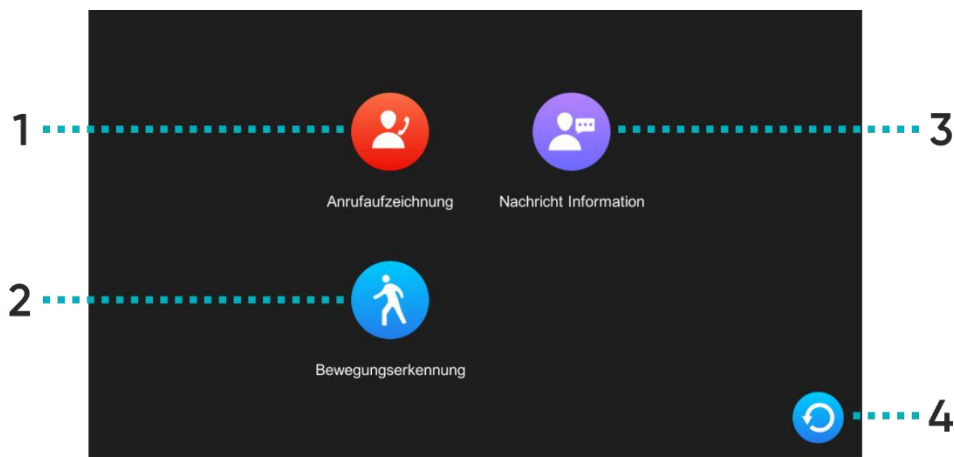 1
3
Anrufaufzeichnung
Nachricht Information
2
Bewegungserkennung
4